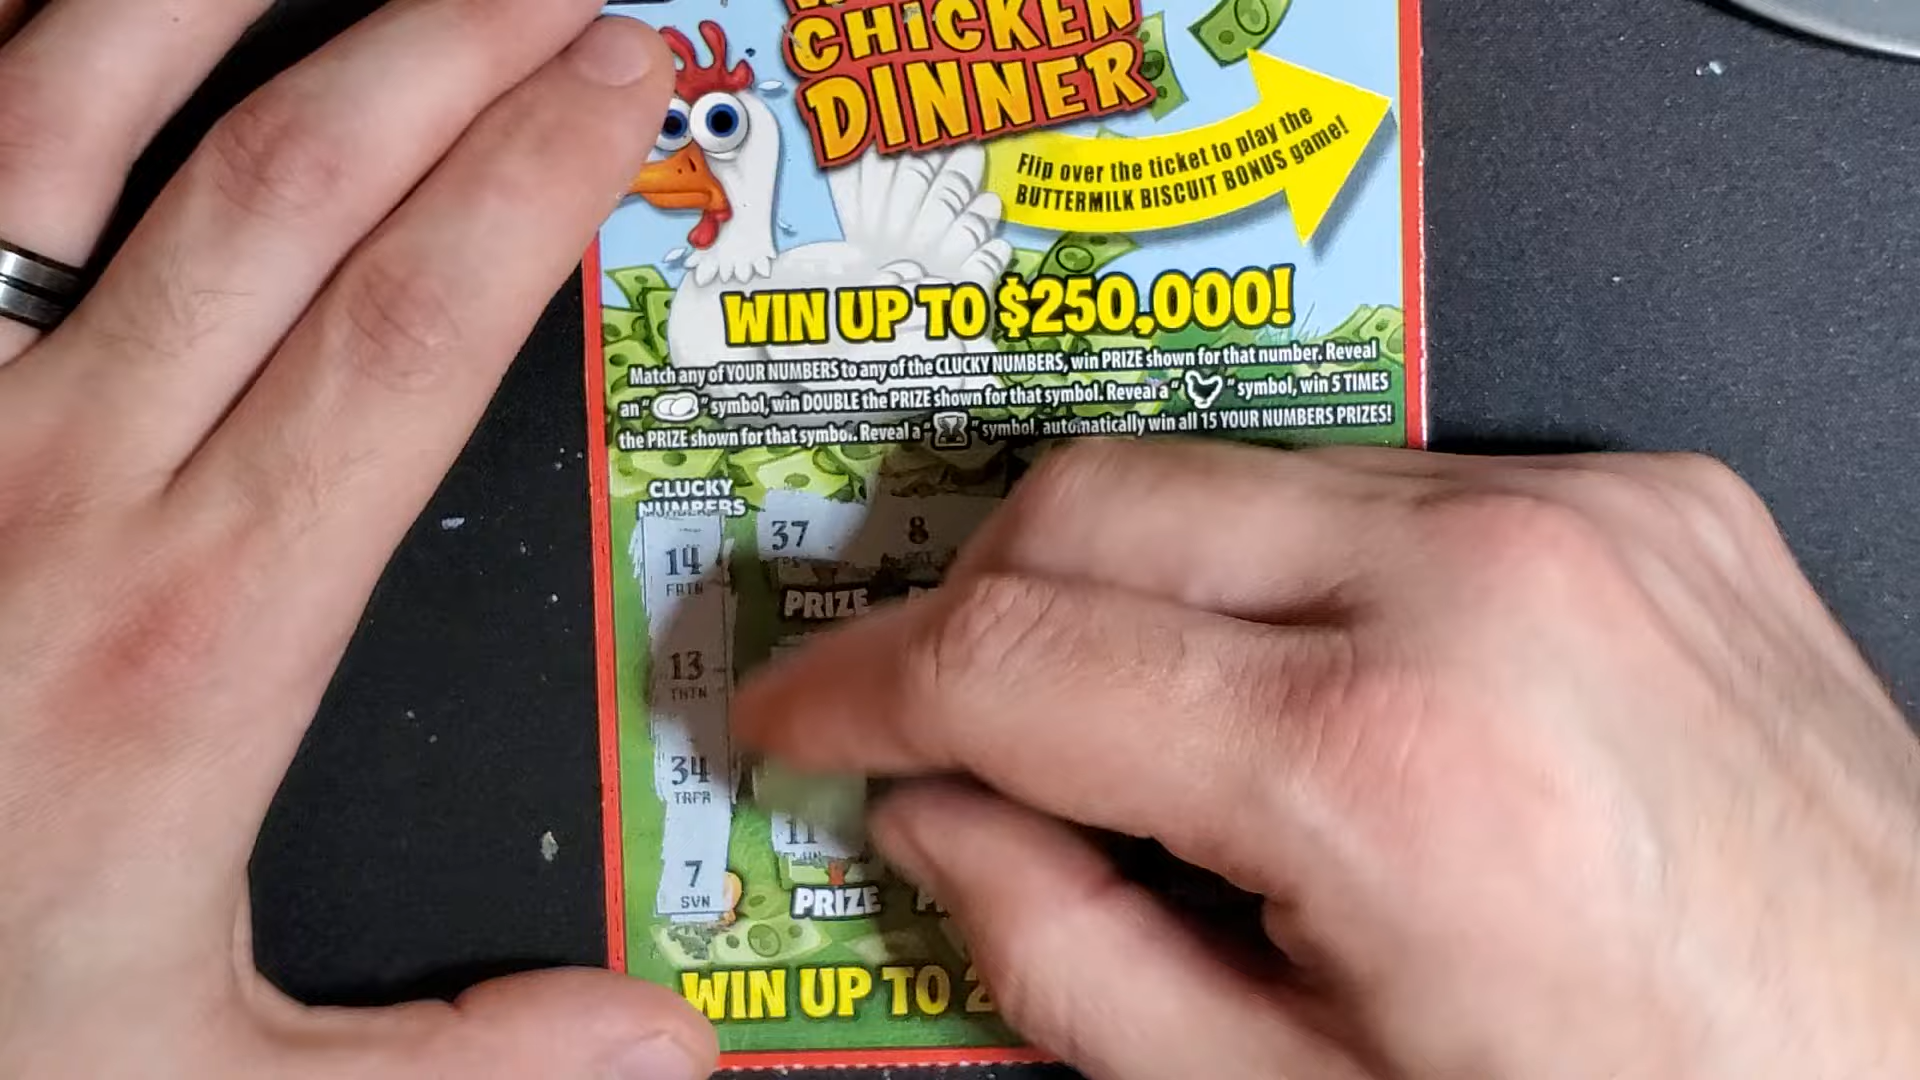 CHICKEN
DINNER
Flip over the ticket to play the
BUTTERMILK BISCUIT BONUS game!
WIN UP TO $250,000!
Match any of YOUR NUMBERS to any of the CLUCKY NUMBERS, win PRIZE shown for that number. Reveal
an " " symbol, win DOUBLE the PRIZE shown for that symbol. Reveal a " " symbol, win 5 TIMES
the PRIZE shown for that symbol. Reveal a " " symbol, automatically win all 15 YOUR NUMBERS PRIZES!
CLUCKY
NUMBERS
37 8
14
FRTN
PRIZE
13
THTN
34
TRFR
11
7
SVN
PRIZE
WIN UP TO